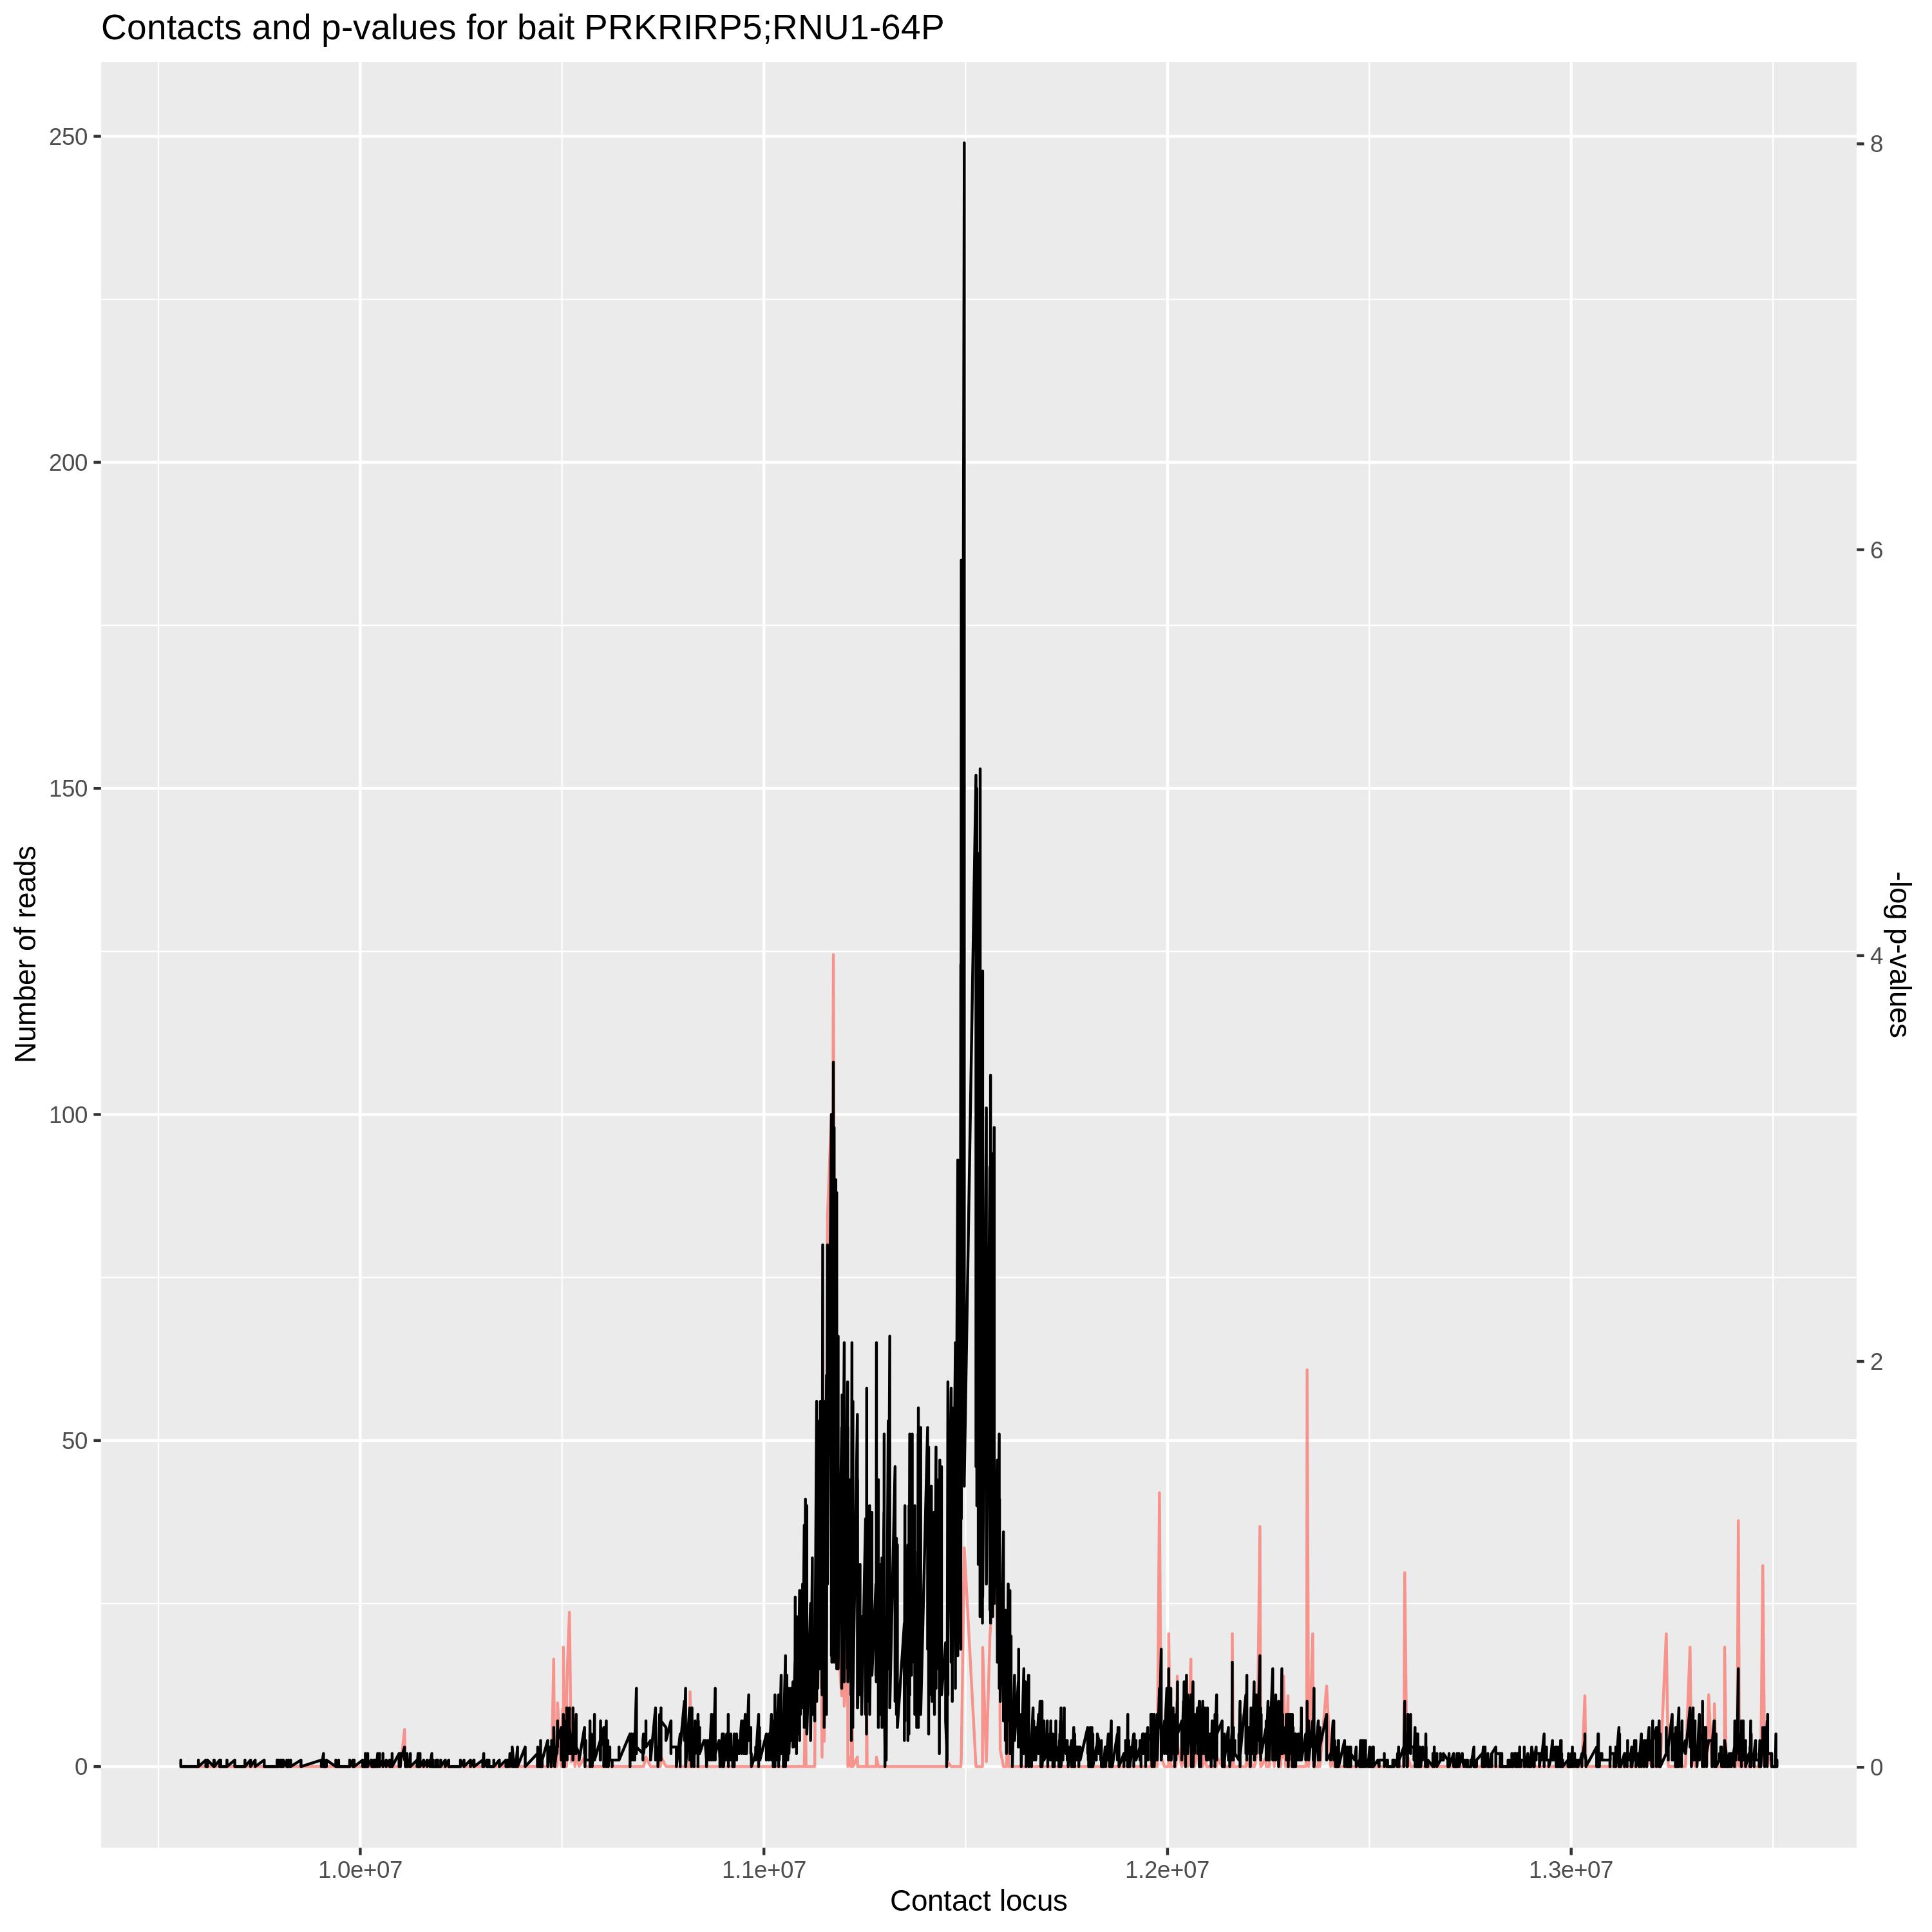 Contacts and p-values for bait PRKRIRP5;RNU1-64P
250
200
150
100
50
0
Number of reads
8
6
4
2
0
-log p-values
1.0e+07
1.1e+07
1.2e+07
1.3e+07
Contact locus